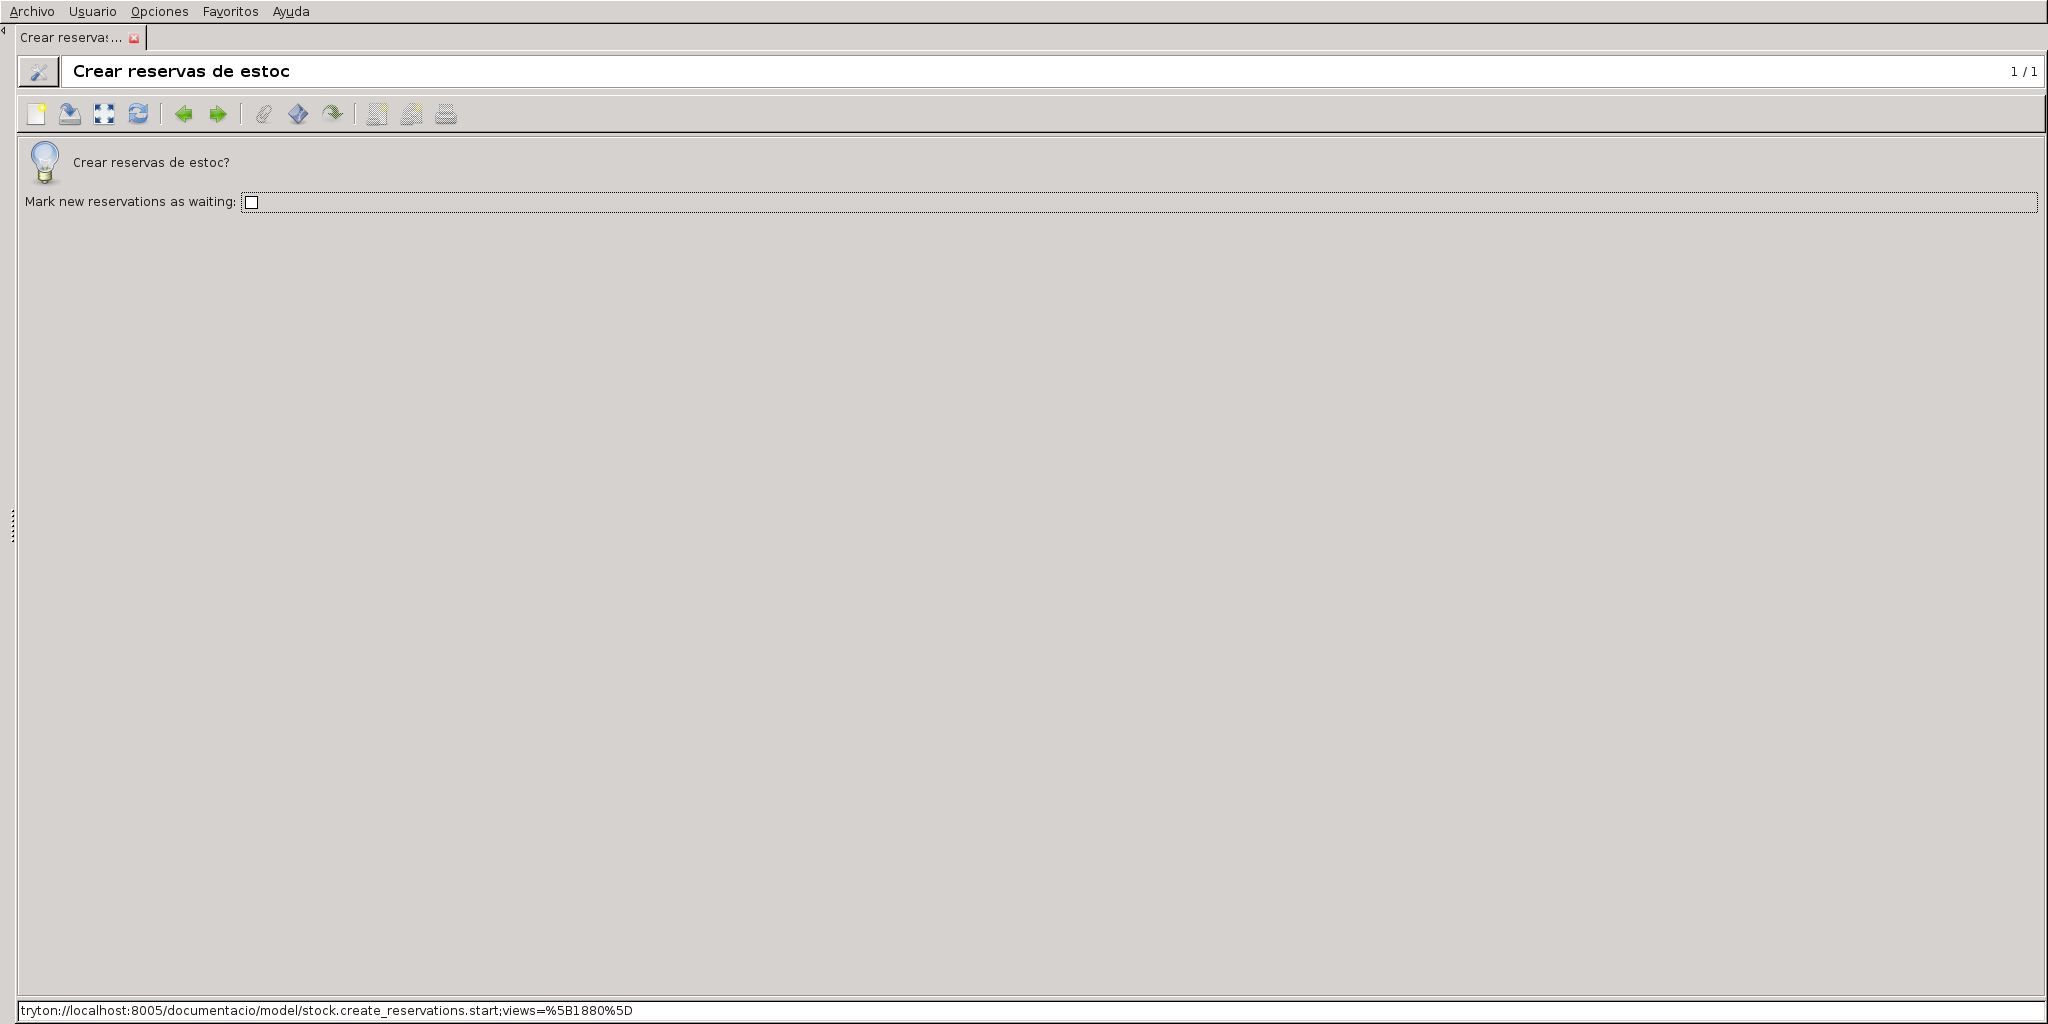 Archivo Usuario Opciones Favoritos Ayuda
Crear reservas...
Crear reservas de estoc 1 / 1
Crear reservas de estoc?
Mark new reservations as waiting:
tryton://localhost:8005/documentacio/model/stock.create_reservations.start;views=%5B1880%5D